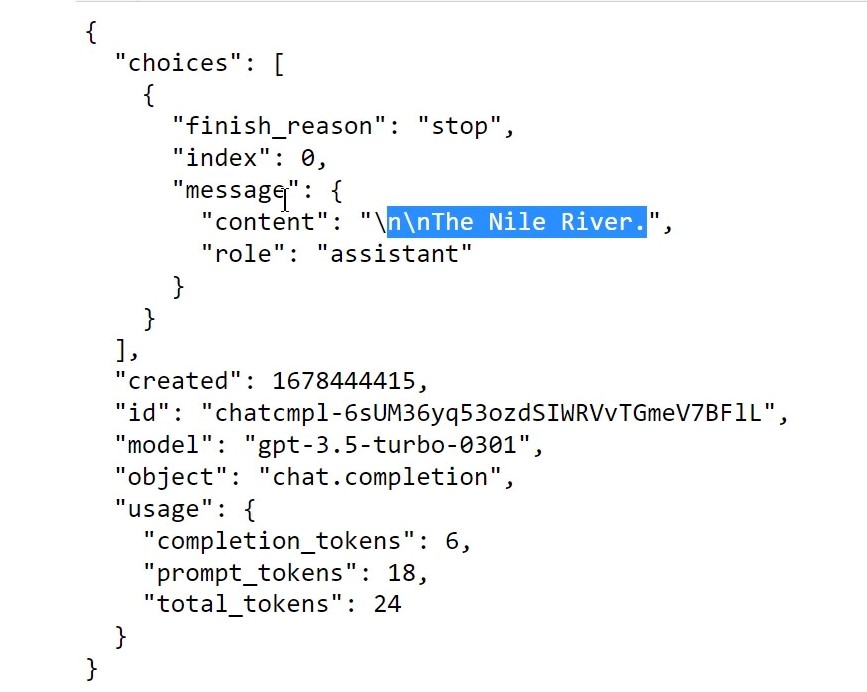 {
"choices": [
{
"finish_reason": "stop",
"index": 0,
"message": {
"content": "\n\nThe Nile River.",
"role": "assistant"
}
}
],
"created": 1678444415,
"id": "chatcmpl-6sUM36yq53ozdSIWRVvTGmeV7BFlL",
"model": "gpt-3.5-turbo-0301",
"object": "chat.completion",
"usage": {
"completion_tokens": 6,
"prompt_tokens": 18,
"total_tokens": 24
}
}